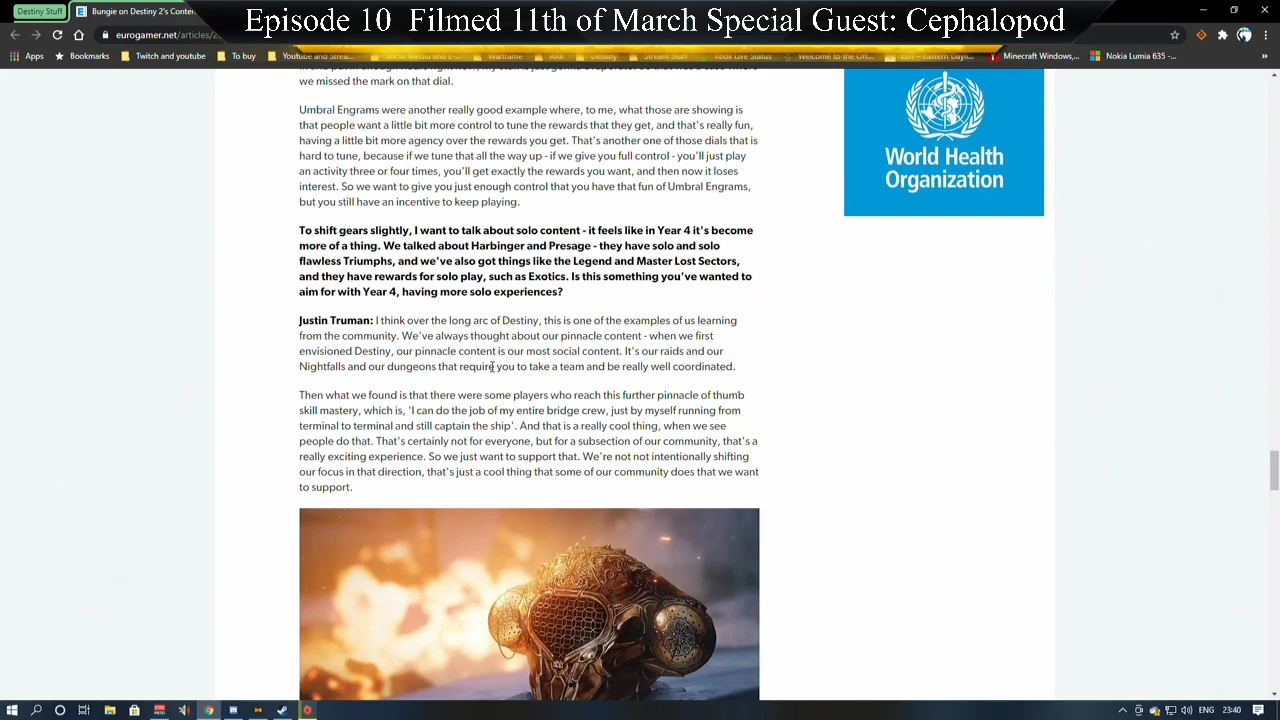 Episode 10 Filmed 11th of March Special Guest: Cephalopod
Destiny Stuff
Bungie on Destiny 2's Conten
eurogamer.net/articles/2
Apps
Bookmarks
Twitch and youtube
To buy
Youtube and Strea...
Social Media and L...
Warframe
ARK
Destiny
Stream Stuff
Xbox Live Status
Welcome to the On...
Minecraft Windows,...
Nokia Lumia 635 -...
we missed the mark on that dial.
Umbral Engrams were another really good example where, to me, what those are showing is
that people want a little bit more control to tune the rewards that they get, and that's really fun,
having a little bit more agency over the rewards you get. That's another one of those dials that is
hard to tune, because if we tune that all the way up - if we give you full control - you'll just play
an activity three or four times, you'll get exactly the rewards you want, and then now it loses
interest. So we want to give you just enough control that you have that fun of Umbral Engrams,
but you still have an incentive to keep playing.
To shift gears slightly, I want to talk about solo content - it feels like in Year 4 it's become
more of a thing. We talked about Harbinger and Presage - they have solo and solo
flawless Triumphs, and we've also got things like the Legend and Master Lost Sectors,
and they have rewards for solo play, such as Exotics. Is this something you've wanted to
aim for with Year 4, having more solo experiences?
Justin Truman: I think over the long arc of Destiny, this is one of the examples of us learning
from the community. We've always thought about our pinnacle content - when we first
envisioned Destiny, our pinnacle content is our most social content. It's our raids and our
Nightfalls and our dungeons that require you to take a team and be really well coordinated.
Then what we found is that there were some players who reach this further pinnacle of thumb
skill mastery, which is, 'I can do the job of my entire bridge crew, just by myself running from
terminal to terminal and still captain the ship'. And that is a really cool thing, when we see
people do that. That's certainly not for everyone, but for a subsection of our community, that's a
really exciting experience. So we just want to support that. We're not not intentionally shifting
our focus in that direction, that's just a cool thing that some of our community does that we want
to support.
World Health
Organization
ENG
23:40